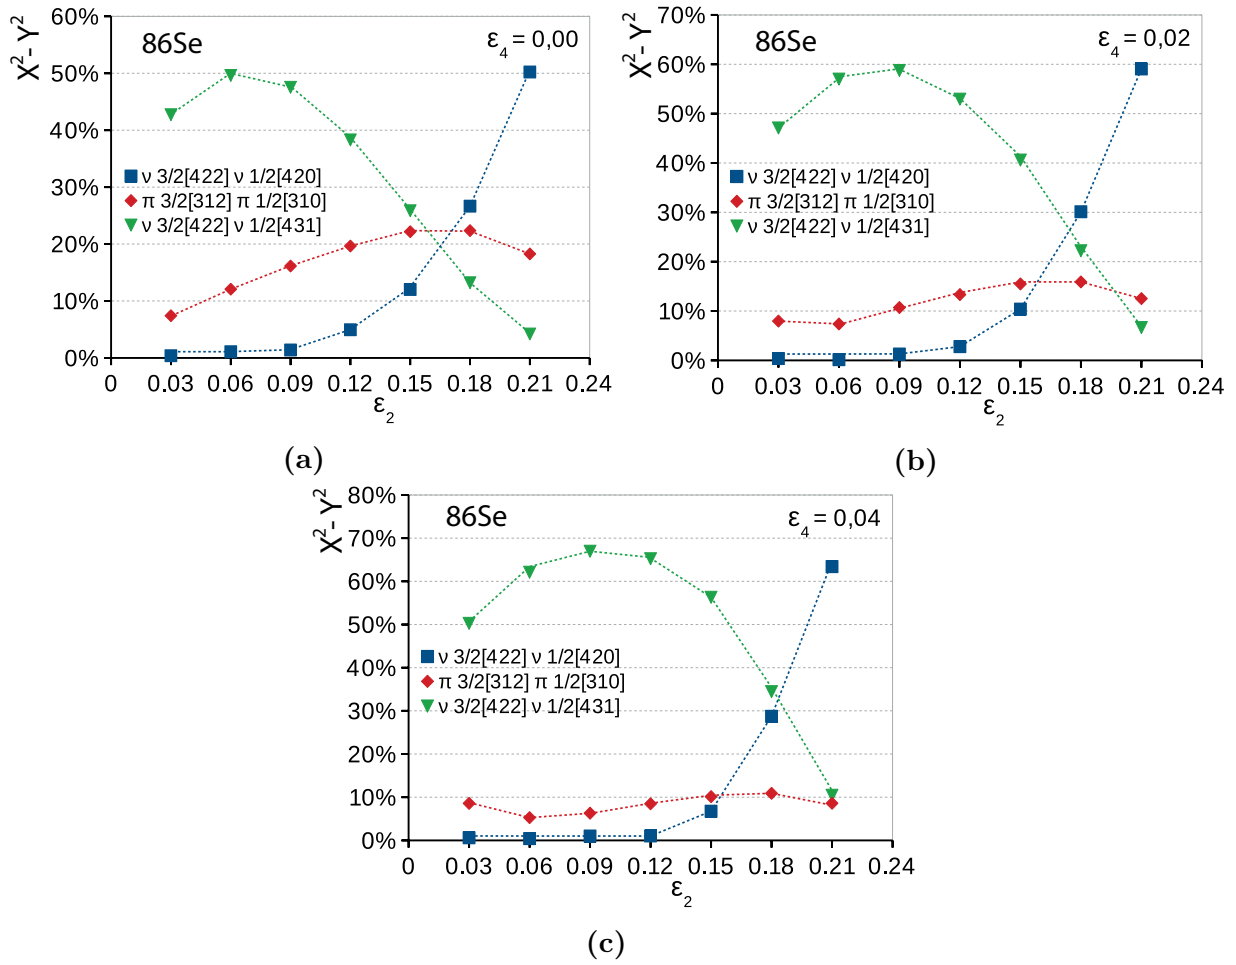 60%
50%
40%
30%
20%
10%
0%
X²- Y²
86Se
ε₄ = 0,00
ν 3/2[422] ν 1/2[420]
π 3/2[312] π 1/2[310]
ν 3/2[422] ν 1/2[431]
0 0.03 0.06 0.09 0.12 0.15 0.18 0.21 0.24
ε₂
(a)
70%
60%
50%
40%
30%
20%
10%
0%
X²- Y²
86Se
ε₄ = 0,02
ν 3/2[422] ν 1/2[420]
π 3/2[312] π 1/2[310]
ν 3/2[422] ν 1/2[431]
0 0.03 0.06 0.09 0.12 0.15 0.18 0.21 0.24
ε₂
(b)
80%
70%
60%
50%
40%
30%
20%
10%
0%
X²- Y²
86Se
ε₄ = 0,04
ν 3/2[422] ν 1/2[420]
π 3/2[312] π 1/2[310]
ν 3/2[422] ν 1/2[431]
0 0.03 0.06 0.09 0.12 0.15 0.18 0.21 0.24
ε₂
(c)